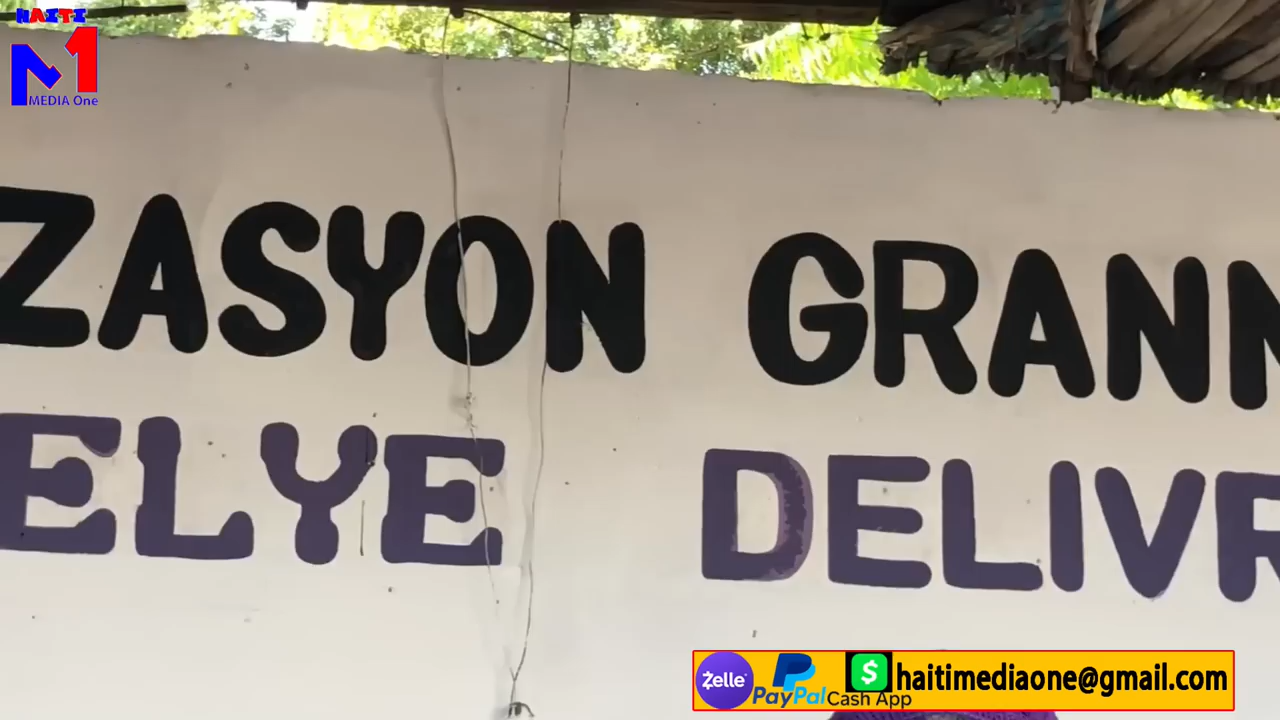 HAITI
M1
MEDIA One
ZASYON GRANN
ELYE DELIVR
Zelle PayPal $ Cash App haitimediaone@gmail.com